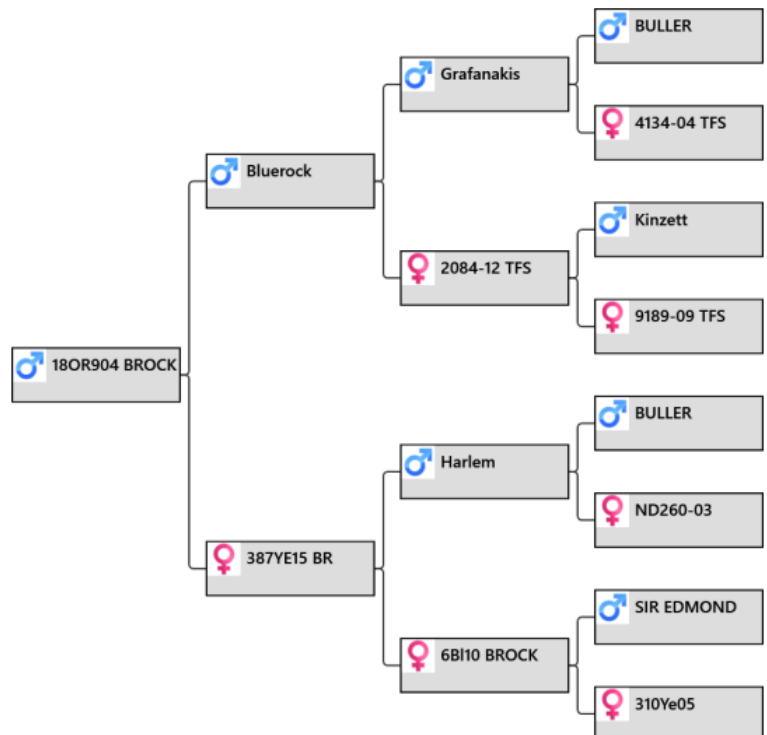 BULLER
Grafanakis
4134-04 TFS
Bluerock
Kinzett
2084-12 TFS
9189-09 TFS
18OR904 BROCK
BULLER
Harlem
ND260-03
387YE15 BR
SIR EDMOND
6Bl10 BROCK
310Ye05